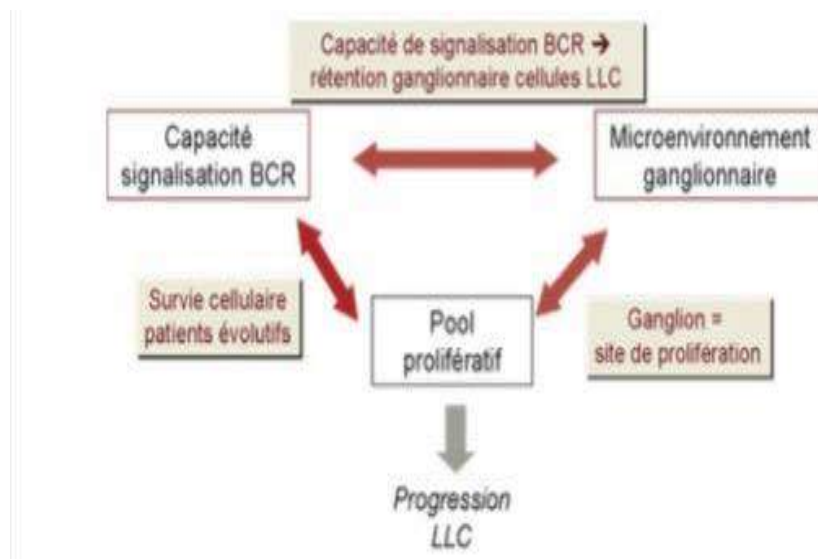 Capacité de signalisation BCR →
rétention ganglionnaire cellules LLC
Capacité
signalisation BCR
Microenvironnement
ganglionnaire
Survie cellulaire
patients évolutifs
Pool
prolifératif
Ganglion =
site de prolifération
Progression
LLC